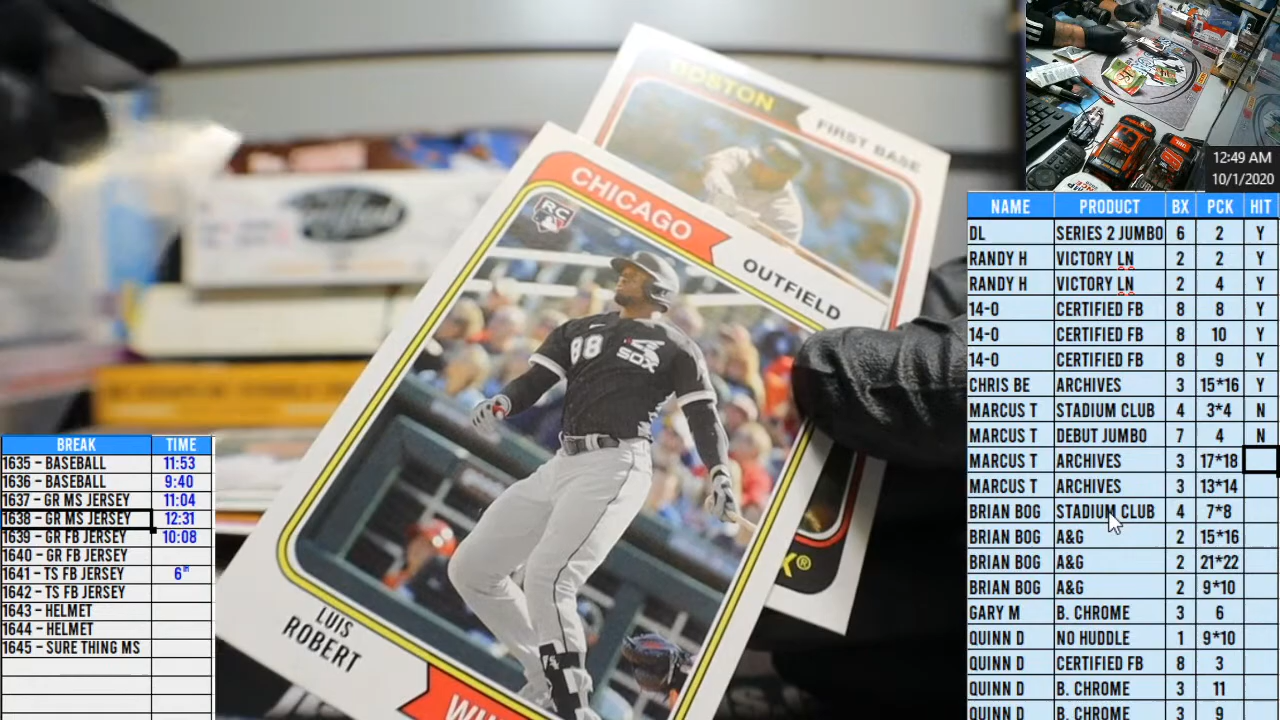 BOSTON
FIRST BASE
CHICAGO
OUTFIELD
RC
88
SOX
LUIS
ROBERT
12:49 AM
10/1/2020
NAME PRODUCT BX PCK HIT
DL SERIES 2 JUMBO 6 2 Y
RANDY H VICTORY LN 2 2 Y
RANDY H VICTORY LN 2 4 Y
14-0 CERTIFIED FB 8 8 Y
14-0 CERTIFIED FB 8 10 Y
14-0 CERTIFIED FB 8 9 Y
CHRIS BE ARCHIVES 3 15*16 Y
MARCUS T STADIUM CLUB 4 3*4 N
MARCUS T DEBUT JUMBO 7 4 N
MARCUS T ARCHIVES 3 17*18
MARCUS T ARCHIVES 3 13*14
BRIAN BOG STADIUM CLUB 4 7*8
BRIAN BOG A&G 2 15*16
BRIAN BOG A&G 2 21*22
BRIAN BOG A&G 2 9*10
GARY M B. CHROME 3 6
QUINN D NO HUDDLE 1 9*10
QUINN D CERTIFIED FB 8 3
QUINN D B. CHROME 3 11
QUINN D B. CHROME 3 9
BREAK TIME
1635 – BASEBALL 11:53
1636 – BASEBALL 9:40
1637 – GR MS JERSEY 11:04
1638 – GR MS JERSEY 12:31
1639 – GR FB JERSEY 10:08
1640 – GR FB JERSEY
1641 – TS FB JERSEY 6TH
1642 – TS FB JERSEY
1643 – HELMET
1644 – HELMET
1645 – SURE THING MS